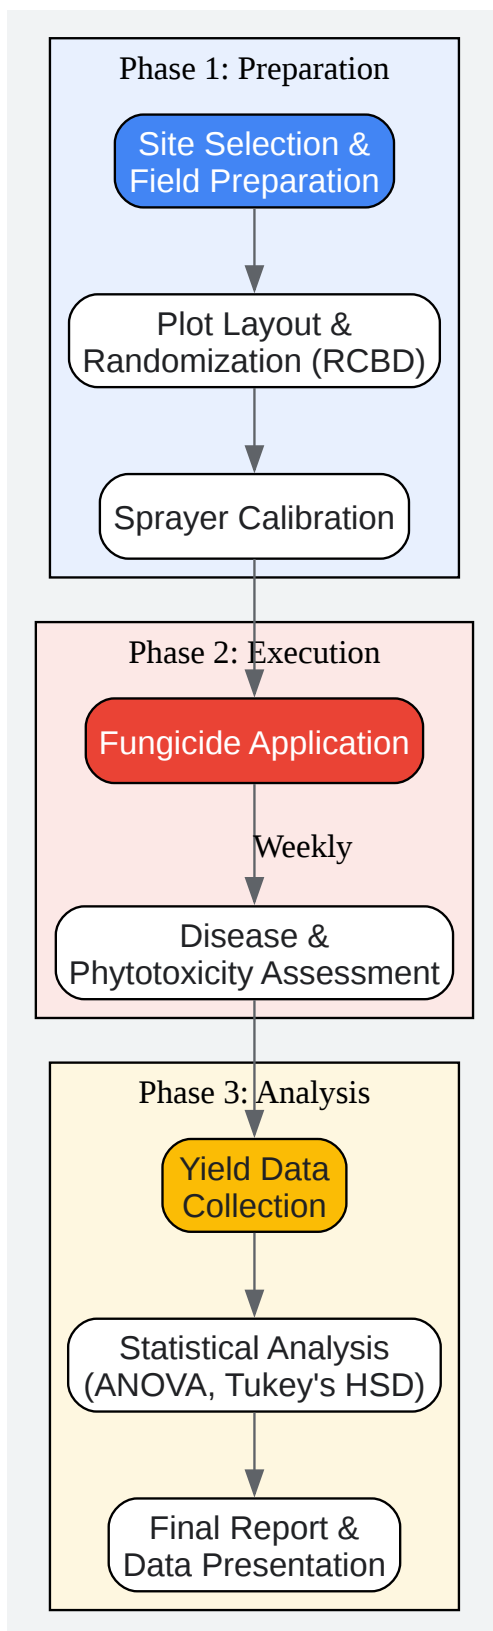 Phase 1: Preparation
Site Selection &
Field Preparation
Plot Layout &
Randomization (RCBD)
Sprayer Calibration
Phase 2: Execution
Fungicide Application
Weekly
Disease &
Phytotoxicity Assessment
Phase 3: Analysis
Yield Data
Collection
Statistical Analysis
(ANOVA, Tukey's HSD)
Final Report &
Data Presentation